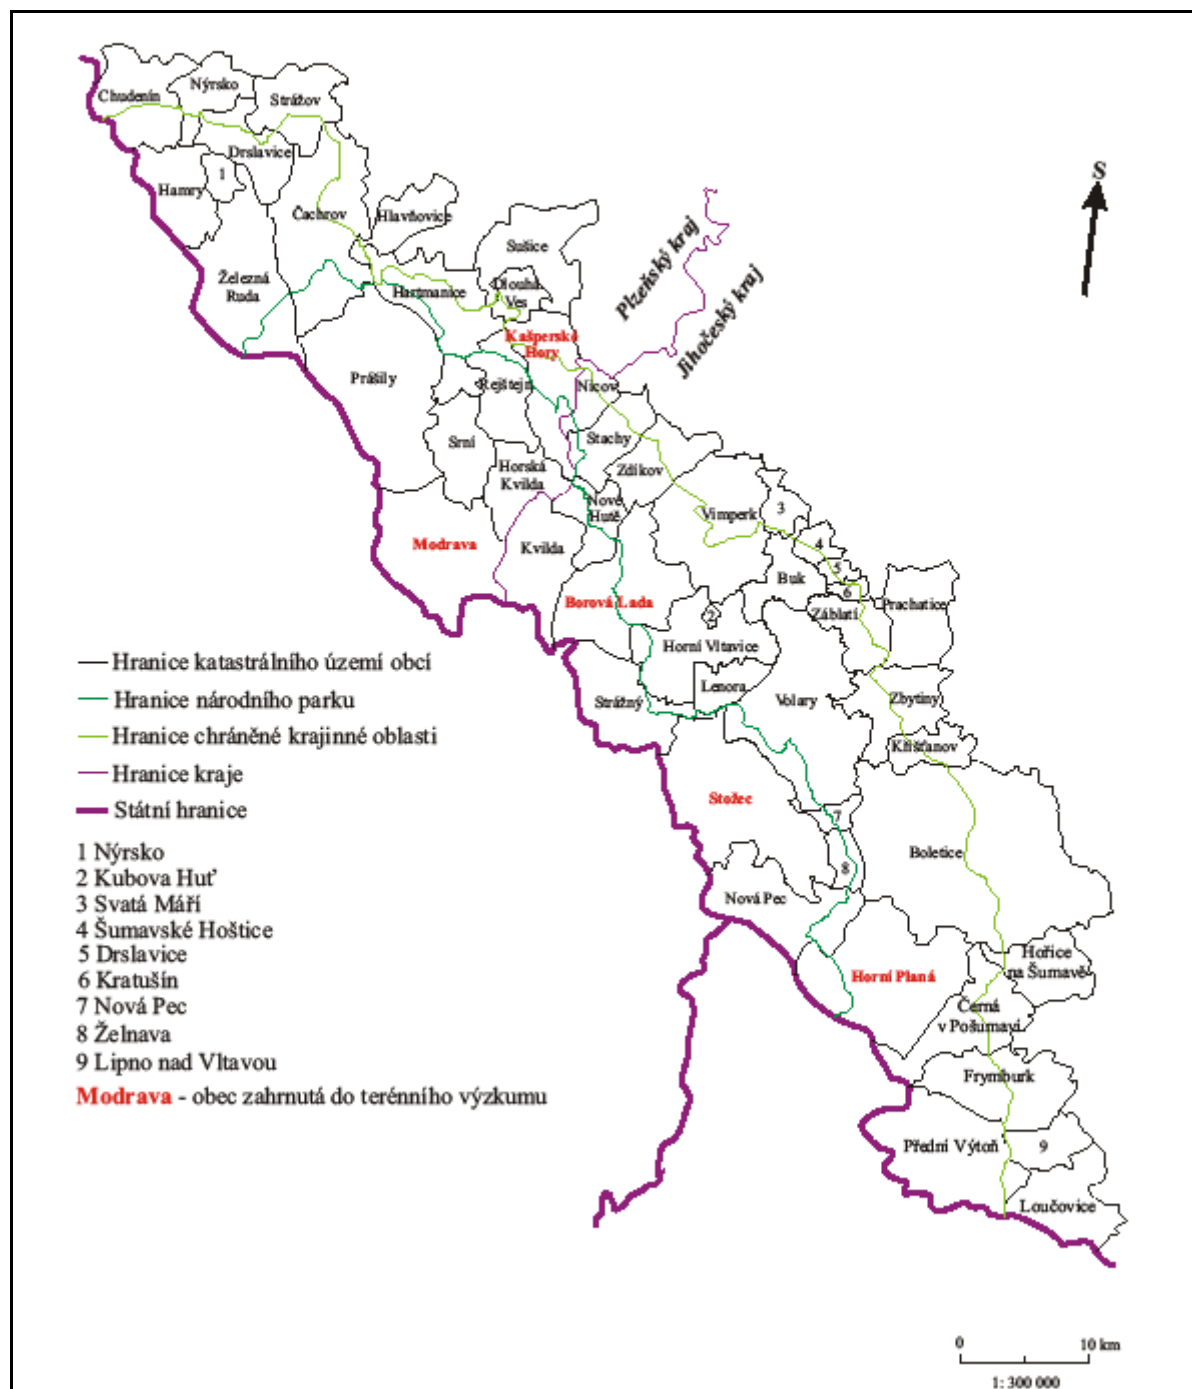 Chudenín
Nýrsko
Strážov
Drslavice
1
Hamry
Čachrov
Hlavňovice
Sušice
Železná
Ruda
Hartmanice
Dlouhá
Ves
Kašperské
Hory
Plzeňský kraj
Jihočeský kraj
S
Prášily
Rejštejn
Nicov
Srní
Stachy
Zdíkov
Horská
Kvilda
Nové
Hutě
Vimperk
3
4
5
6
Modrava
Kvilda
Buk
Borová Lada
2
Záblatí
Prachatice
Horní Vltavice
Lenora
Strážný
Volary
Zbytiny
Křišťanov
Stožec
7
8
Boletice
Nová Pec
Horní Planá
Hořice
na Šumavě
Černá
v Pošumaví
Frymburk
Přední Výtoň
9
Loučovice
Hranice katastrálního území obcí
Hranice národního parku
Hranice chráněné krajinné oblasti
Hranice kraje
Státní hranice
1 Nýrsko
2 Kubova Huť
3 Svatá Máří
4 Šumavské Hoštice
5 Drslavice
6 Kratušín
7 Nová Pec
8 Želnava
9 Lipno nad Vltavou
Modrava - obec zahrnutá do terénního výzkumu
0 10 km
1: 300 000